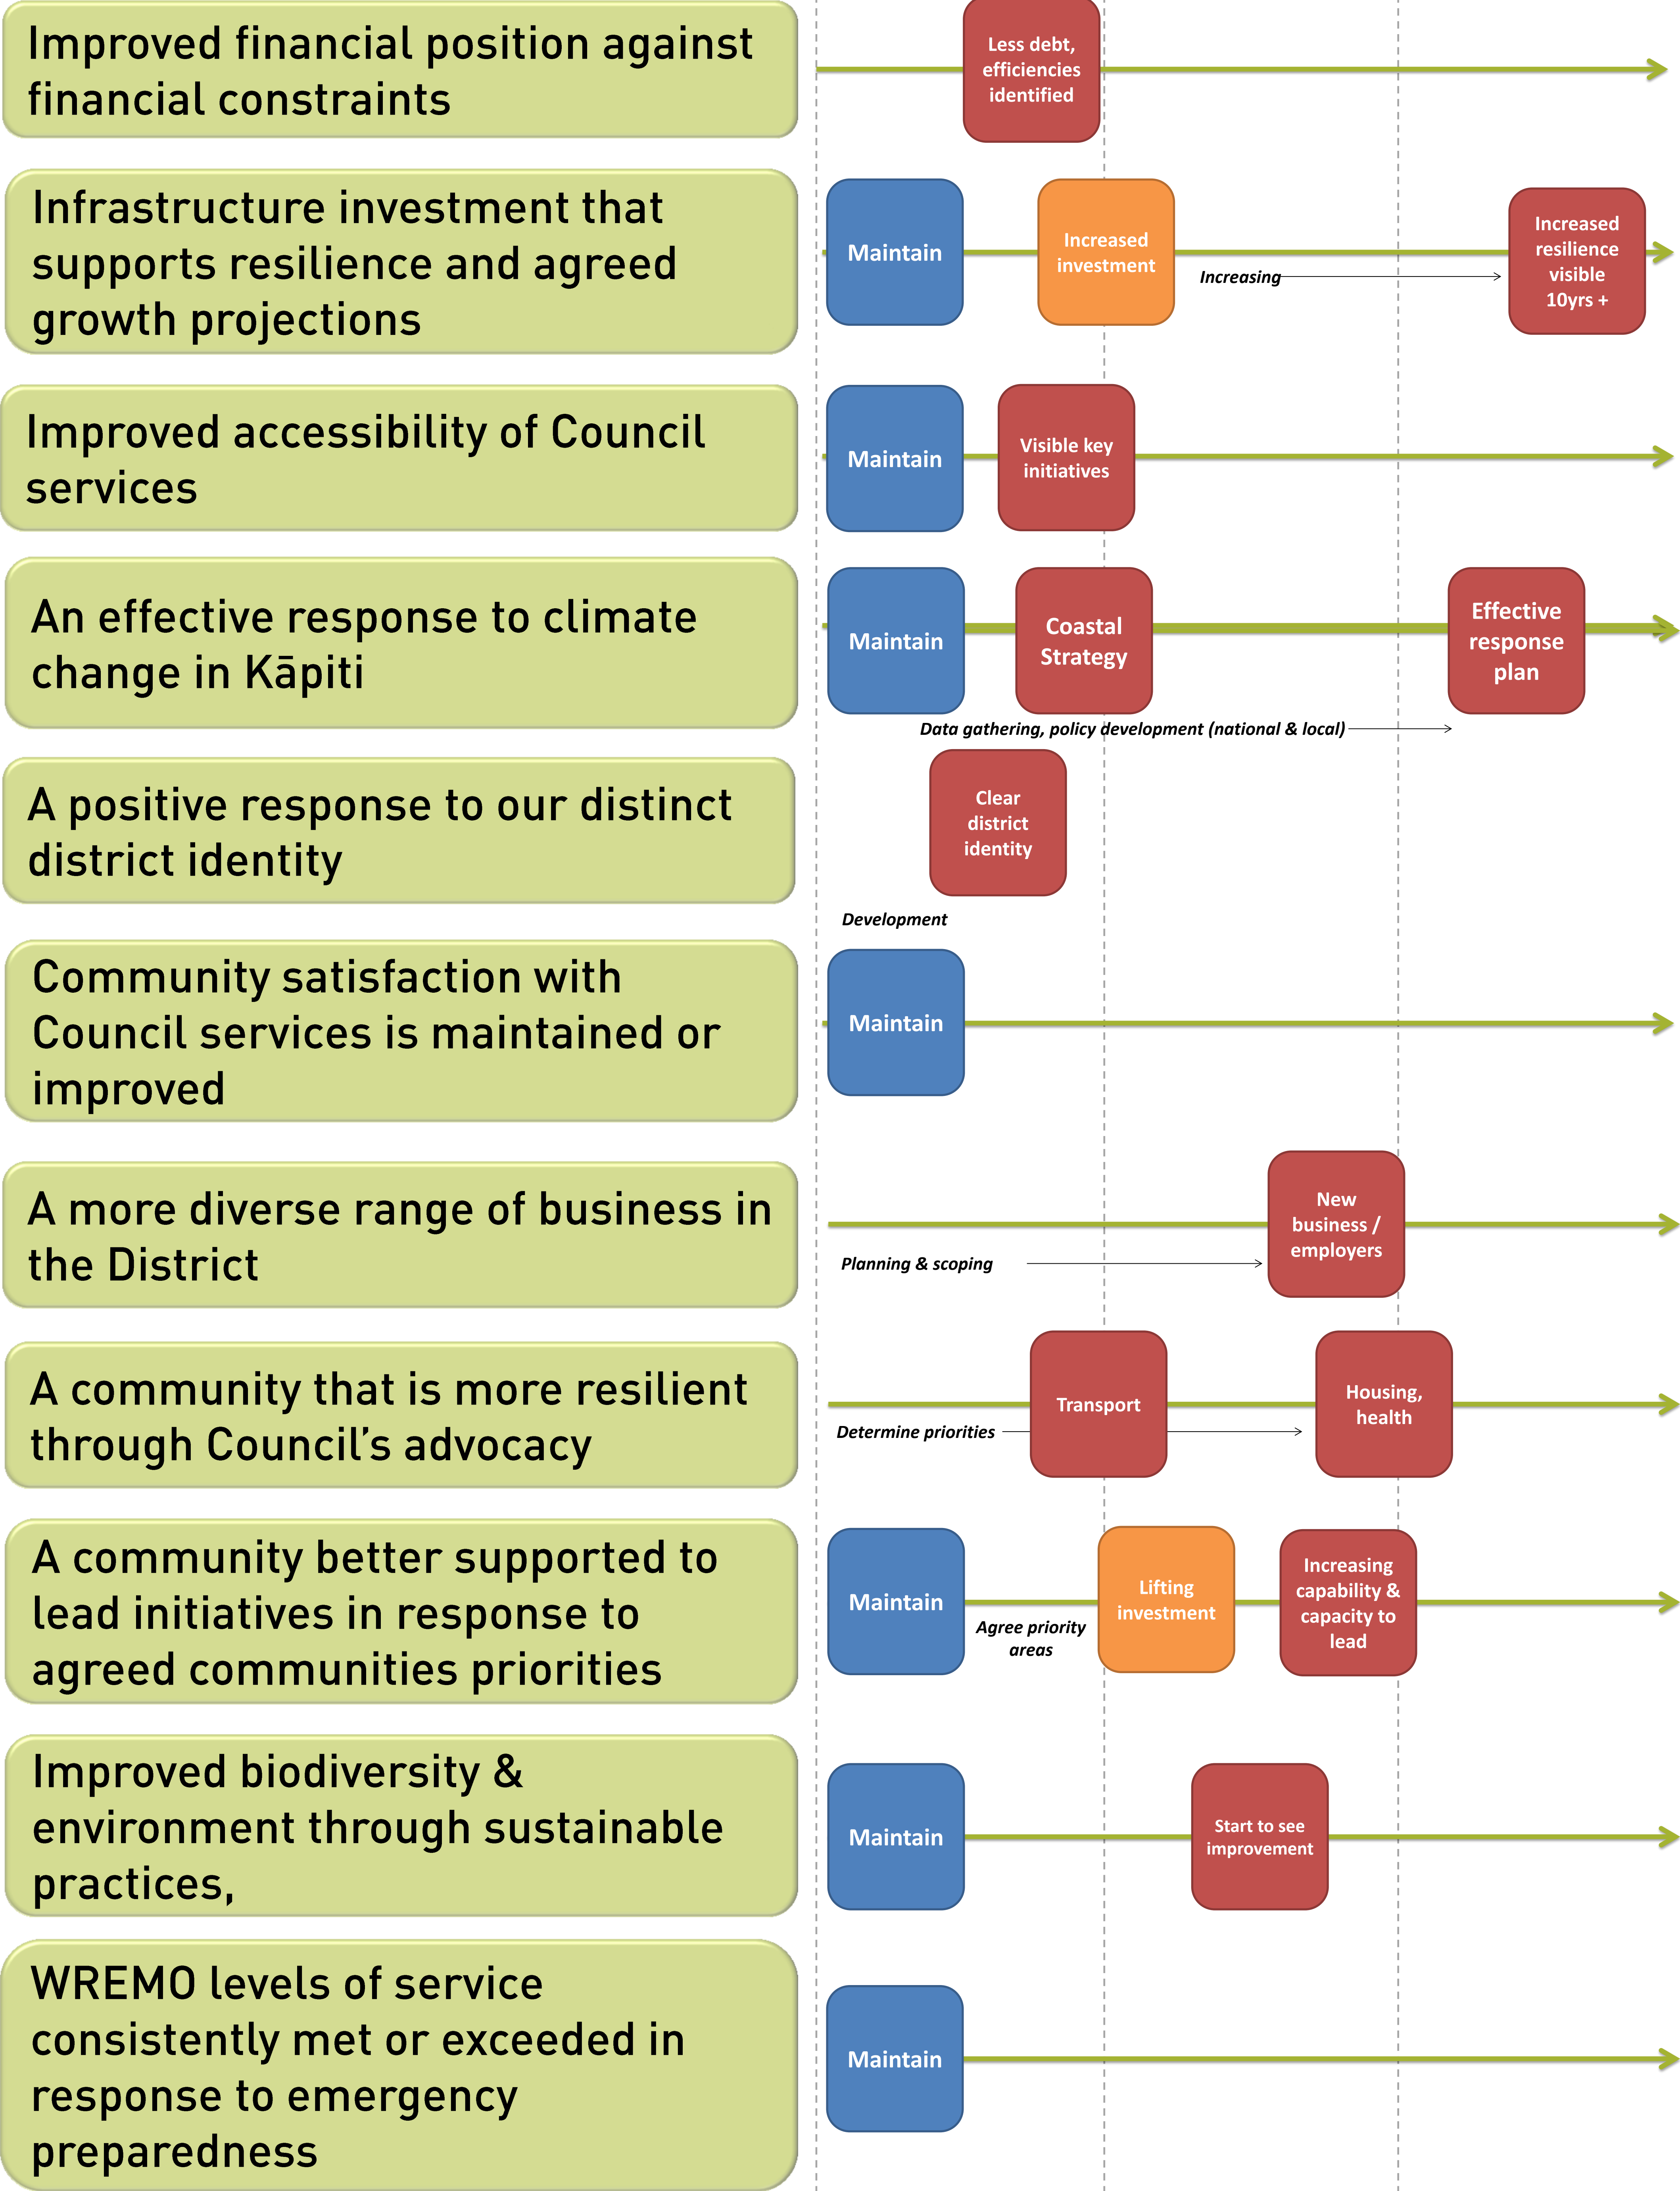 Improved financial position against
financial constraints
Less debt,
efficiencies
identified
Infrastructure investment that
supports resilience and agreed
growth projections
Maintain
Increased
investment
Increasing
Increased
resilience
visible
10yrs +
Improved accessibility of Council
services
Maintain
Visible key
initiatives
An effective response to climate
change in Kāpiti
Maintain
Coastal
Strategy
Effective
response
plan
Data gathering, policy development (national & local)
A positive response to our distinct
district identity
Clear
district
identity
Development
Community satisfaction with
Council services is maintained or
improved
Maintain
A more diverse range of business in
the District
New
business /
employers
Planning & scoping
A community that is more resilient
through Council’s advocacy
Transport
Housing,
health
Determine priorities
A community better supported to
lead initiatives in response to
agreed communities priorities
Maintain
Agree priority
areas
Lifting
investment
Increasing
capability &
capacity to
lead
Improved biodiversity &
environment through sustainable
practices,
Maintain
Start to see
improvement
WREMO levels of service
consistently met or exceeded in
response to emergency
preparedness
Maintain